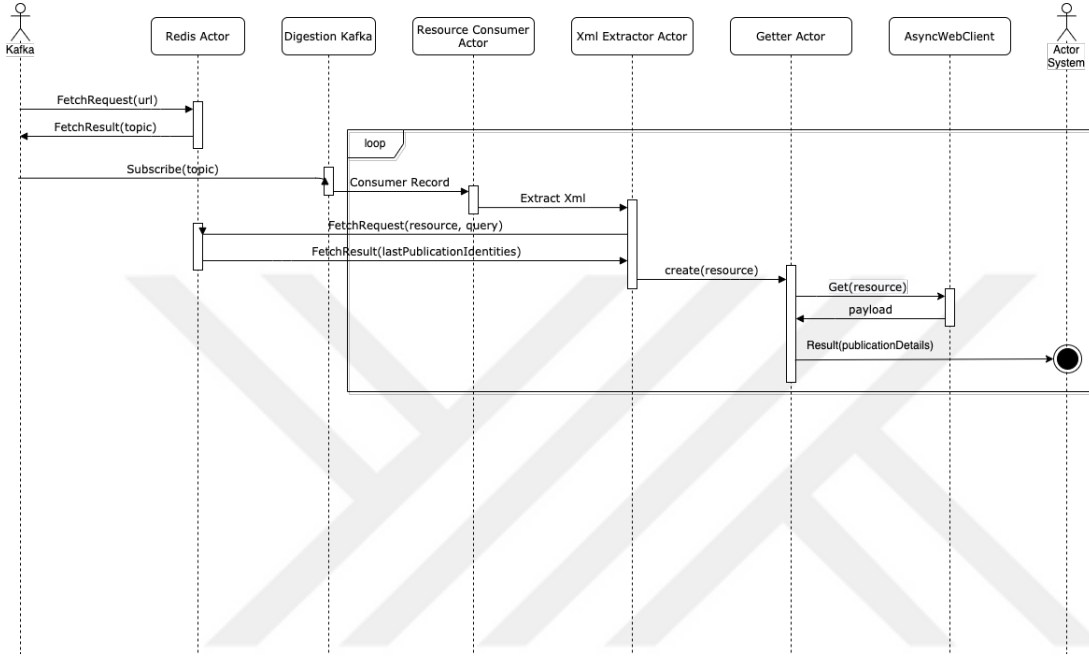 Kafka
Redis Actor
Digestion Kafka
Resource Consumer
Actor
Xml Extractor Actor
Getter Actor
AsyncWebClient
Actor
System
FetchRequest(url)
FetchResult(topic)
loop
Subscribe(topic)
Consumer Record
Extract Xml
FetchRequest(resource, query)
FetchResult(lastPublicationIdentities)
create(resource)
Get(resource)
payload
Result(publicationDetails)